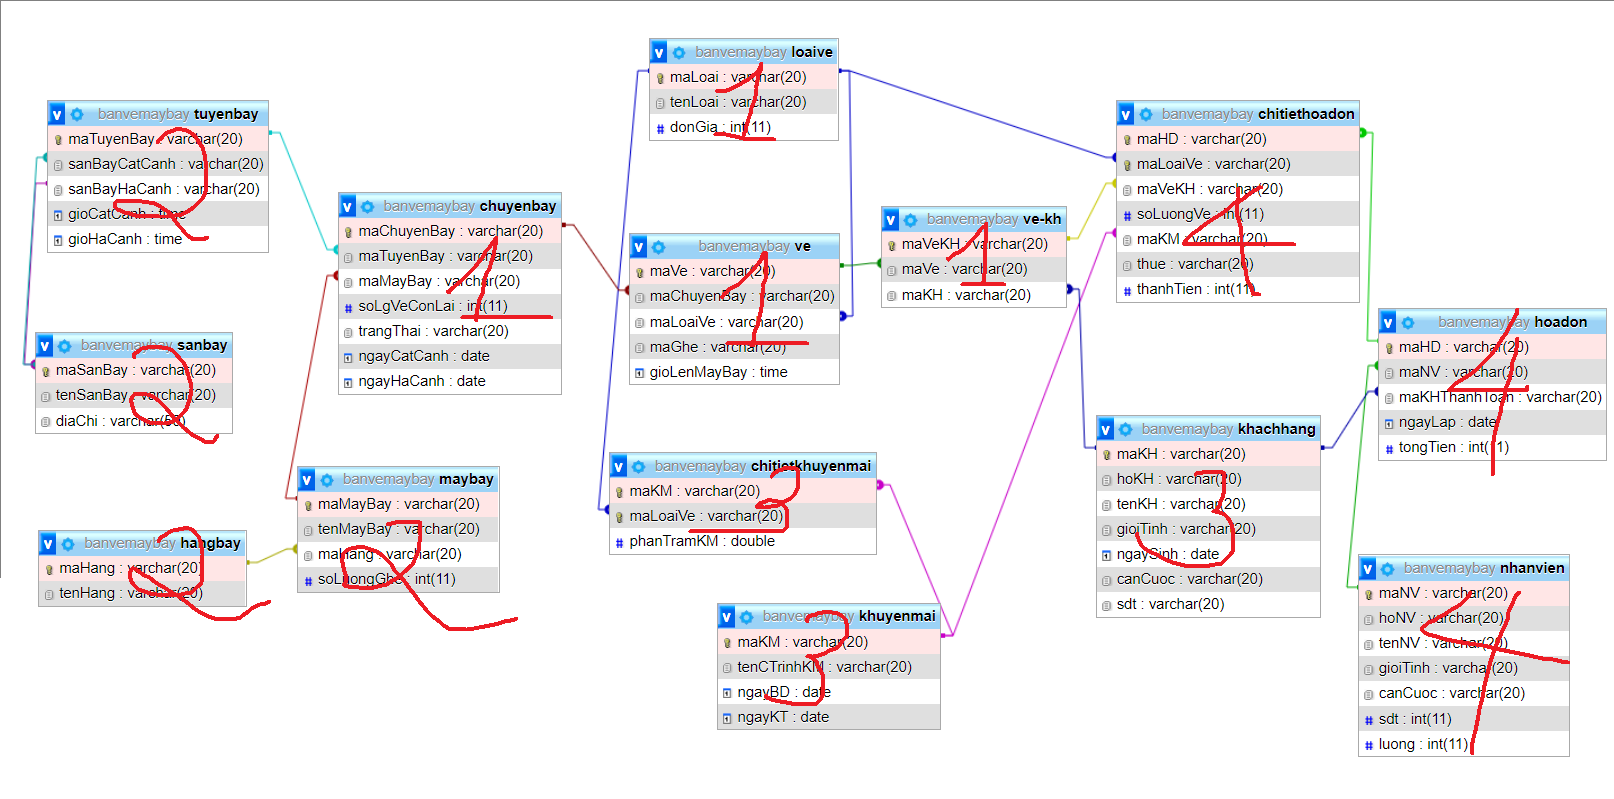 banvemaybay tuyenbay
maTuyenBay : varchar(20)
sanBayCatCanh : varchar(20)
sanBayHaCanh : varchar(20)
gioCatCanh : time
gioHaCanh : time
2
banvemaybay sanbay
maSanBay : varchar(20)
tenSanBay : varchar(20)
diaChi : varchar(50)
2
banvemaybay hangbay
maHang : varchar(20)
tenHang : varchar(20)
2
banvemaybay chuyenbay
maChuyenBay : varchar(20)
maTuyenBay : varchar(20)
maMayBay : varchar(20)
soLgVeConLai : int(11)
trangThai : varchar(20)
ngayCatCanh : date
ngayHaCanh : date
1
banvemaybay maybay
maMayBay : varchar(20)
tenMayBay : varchar(20)
maHang : varchar(20)
soLuongGhe : int(11)
2
banvemaybay loaive
maLoai : varchar(20)
tenLoai : varchar(20)
donGia : int(11)
1
banvemaybay ve
maVe : varchar(20)
maChuyenBay : varchar(20)
maLoaiVe : varchar(20)
maGhe : varchar(20)
gioLenMayBay : time
1
banvemaybay chitietkhuyenmai
maKM : varchar(20)
maLoaiVe : varchar(20)
phanTramKM : double
3
banvemaybay khuyenmai
maKM : varchar(20)
tenCTrinhKM : varchar(20)
ngayBD : date
ngayKT : date
3
banvemaybay ve-kh
maVeKH : varchar(20)
maVe : varchar(20)
maKH : varchar(20)
1
banvemaybay chitiethoadon
maHD : varchar(20)
maLoaiVe : varchar(20)
maVeKH : varchar(20)
soLuongVe : int(11)
maKM : varchar(20)
thue : varchar(20)
thanhTien : int(11)
4
banvemaybay khachhang
maKH : varchar(20)
hoKH : varchar(20)
tenKH : varchar(20)
gioiTinh : varchar(20)
ngaySinh : date
canCuoc : varchar(20)
sdt : varchar(20)
3
banvemaybay hoadon
maHD : varchar(20)
maNV : varchar(20)
maKHThanhToan : varchar(20)
ngayLap : date
tongTien : int(11)
4
banvemaybay nhanvien
maNV : varchar(20)
hoNV : varchar(20)
tenNV : varchar(20)
gioiTinh : varchar(20)
canCuoc : varchar(20)
sdt : int(11)
luong : int(11)
4